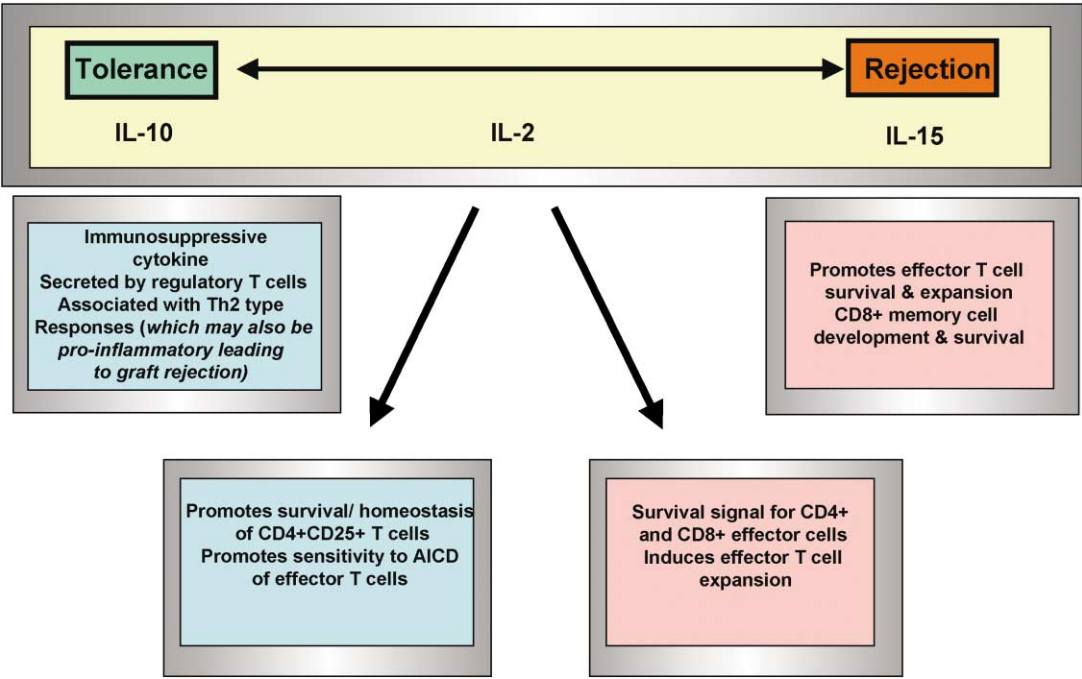 Tolerance
Rejection
IL-10
IL-2
IL-15
Immunosuppressive
cytokine
Secreted by regulatory T cells
Associated with Th2 type
Responses (which may also be
pro-inflammatory leading
to graft rejection)
Promotes effector T cell
survival & expansion
CD8+ memory cell
development & survival
Promotes survival/ homeostasis
of CD4+CD25+ T cells
Promotes sensitivity to AICD
of effector T cells
Survival signal for CD4+
and CD8+ effector cells
Induces effector T cell
expansion